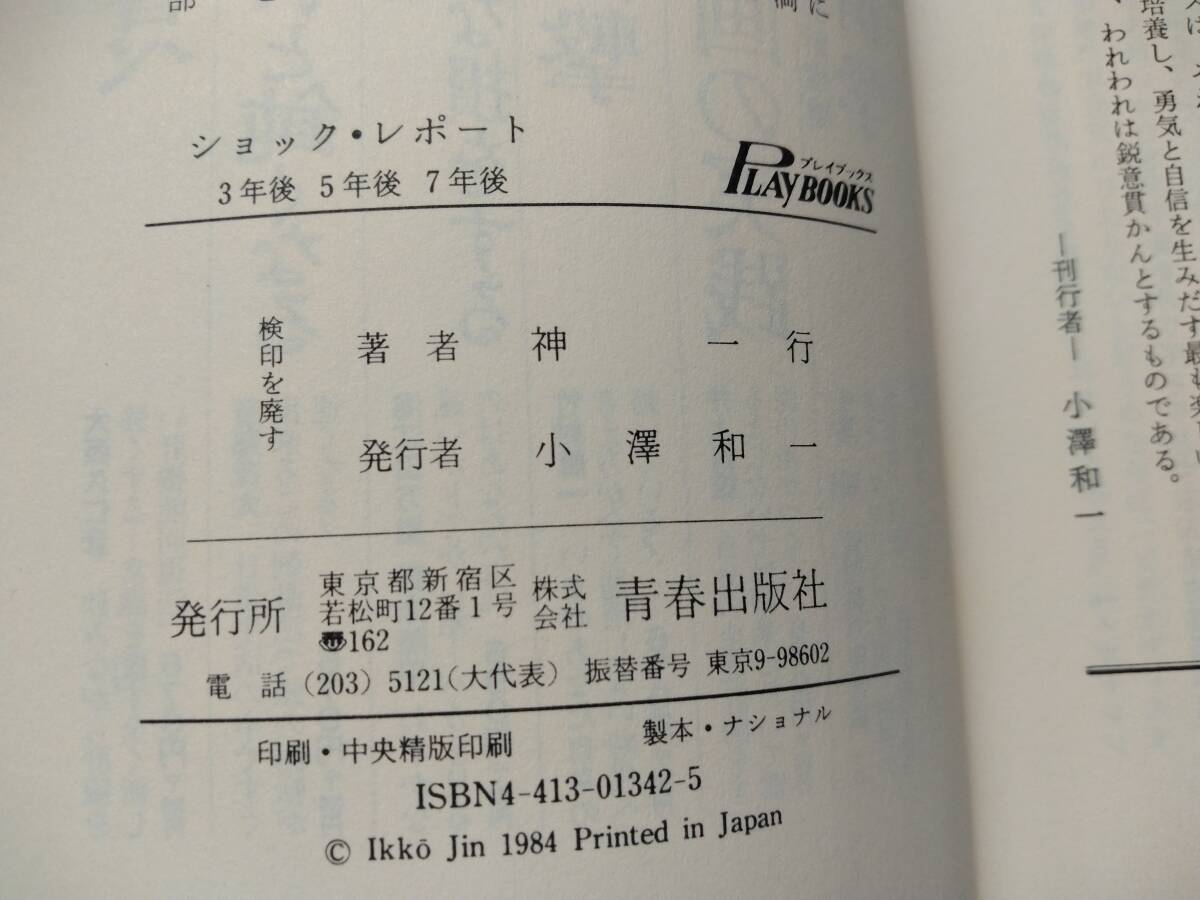 ショック・レポート
3年後 5年後 7年後
プレイブックス
PLAYBOOKS
検印を廃す
著者 神 一行
発行者 小澤和一
発行所
東京都新宿区
若松町12番1号
〠162
株式
会社
青春出版社
電話 (203) 5121(大代表) 振替番号 東京9-98602
印刷・中央精版印刷 製本・ナショナル
ISBN4-413-01342-5
© Ikkō Jin 1984 Printed in Japan
培養し、勇気と自信を生みだす最も
、われわれは鋭意貫かんとするものである。
―刊行者― 小澤和一